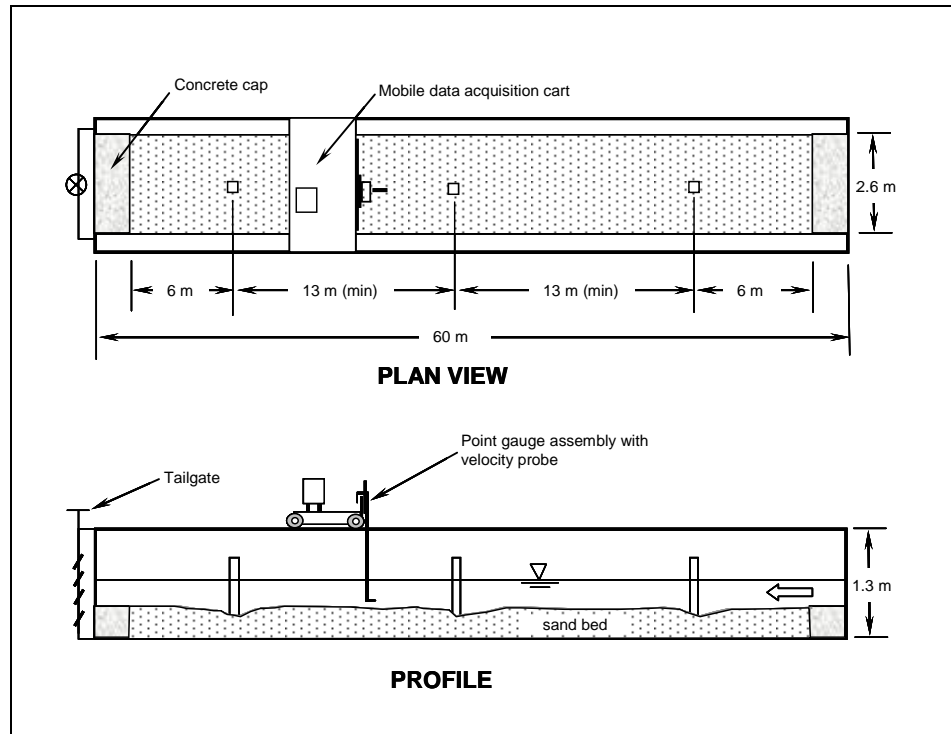 Concrete cap
Mobile data acquisition cart
2.6 m
6 m
13 m (min)
13 m (min)
6 m
60 m
PLAN VIEW
Point gauge assembly with
velocity probe
Tailgate
1.3 m
sand bed
PROFILE